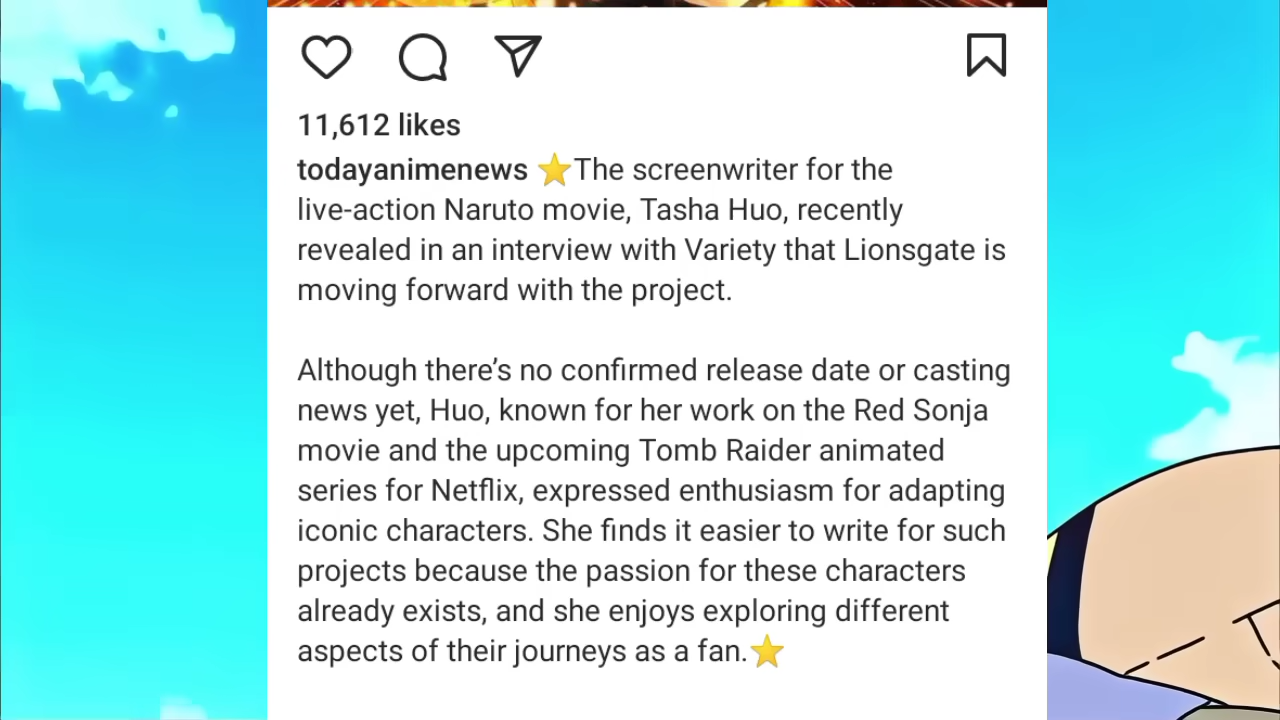 11,612 likes
todayanimenews ⭐The screenwriter for the
live-action Naruto movie, Tasha Huo, recently
revealed in an interview with Variety that Lionsgate is
moving forward with the project.
Although there’s no confirmed release date or casting
news yet, Huo, known for her work on the Red Sonja
movie and the upcoming Tomb Raider animated
series for Netflix, expressed enthusiasm for adapting
iconic characters. She finds it easier to write for such
projects because the passion for these characters
already exists, and she enjoys exploring different
aspects of their journeys as a fan.⭐